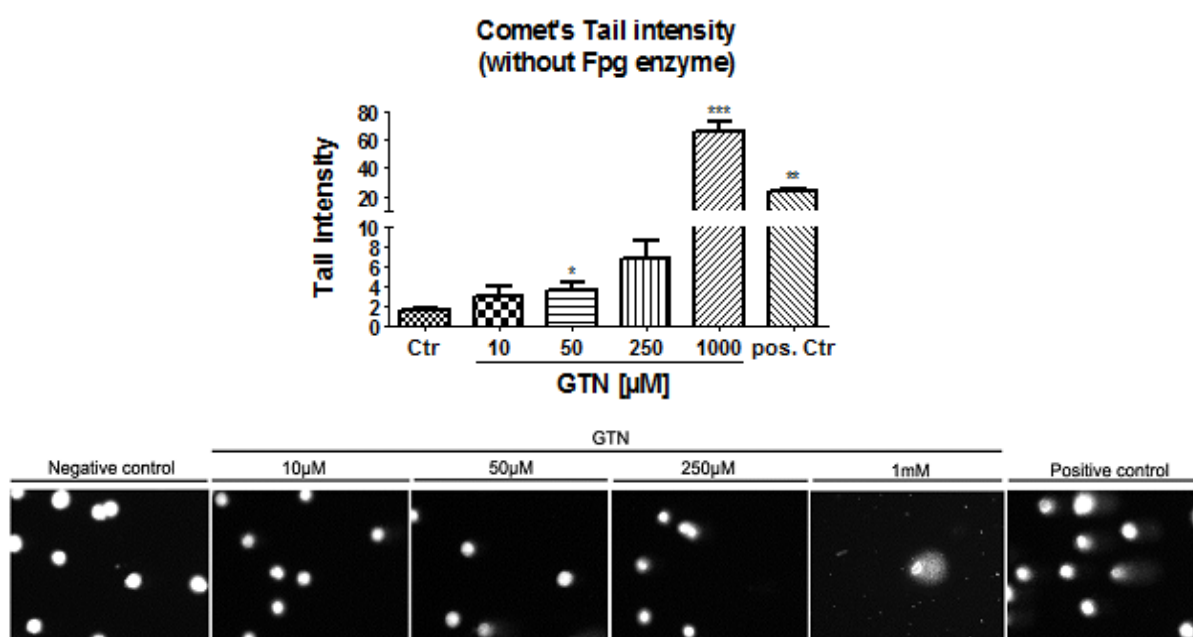 Comet's Tail intensity
(without Fpg enzyme)
Tail intensity
80
60
40
20
10
8
6
4
2
0
***
**
*
Ctr 10 50 250 1000 pos. Ctr
GTN [µM]
GTN
Negative control 10µM 50µM 250µM 1mM Positive control